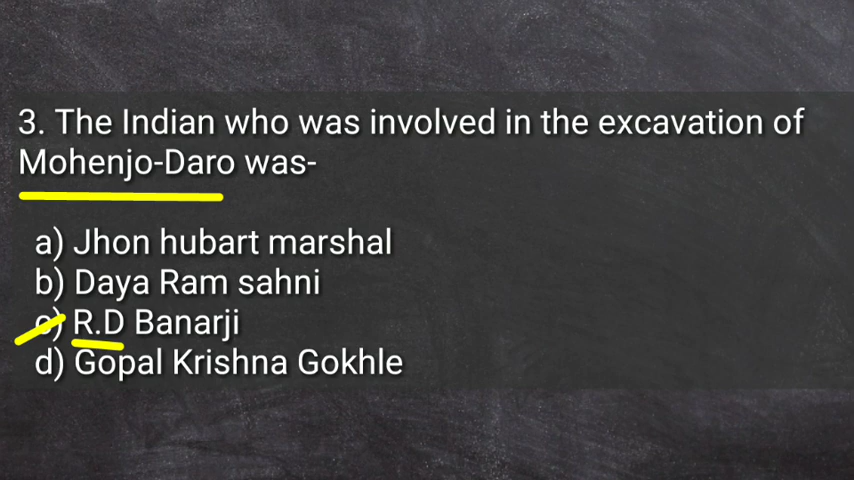 3. The Indian who was involved in the excavation of
Mohenjo-Daro was-
a) Jhon hubart marshal
b) Daya Ram sahni
c) R.D Banarji
d) Gopal Krishna Gokhle